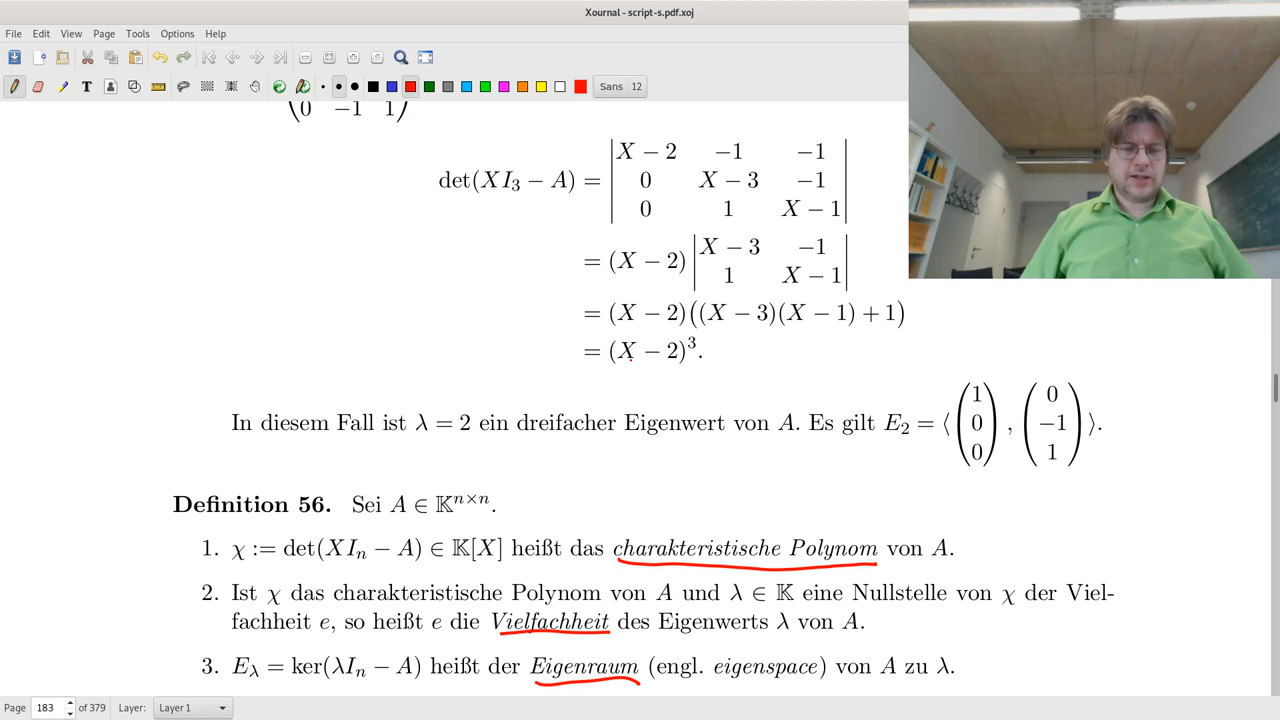 Xournal - script-s.pdf.xoj
File Edit View Page Tools Options Help
Sans 12
0 −1 1
det(XI₃ − A) = | X − 2 −1 −1 |
| 0 X − 3 −1 |
| 0 1 X − 1 |
= (X − 2) | X − 3 −1 |
| 1 X − 1 |
= (X − 2)((X − 3)(X − 1) + 1)
= (X − 2)³.
In diesem Fall ist λ = 2 ein dreifacher Eigenwert von A. Es gilt E₂ = ⟨(1 0 0), (0 −1 1)⟩.
Definition 56. Sei A ∈ 𝕂ⁿˣⁿ.
1. χ := det(XIₙ − A) ∈ 𝕂[X] heißt das charakteristische Polynom von A.
2. Ist χ das charakteristische Polynom von A und λ ∈ 𝕂 eine Nullstelle von χ der Viel-
fachheit e, so heißt e die Vielfachheit des Eigenwerts λ von A.
3. E_λ = ker(λIₙ − A) heißt der Eigenraum (engl. eigenspace) von A zu λ.
Page 183 of 379 Layer: Layer 1